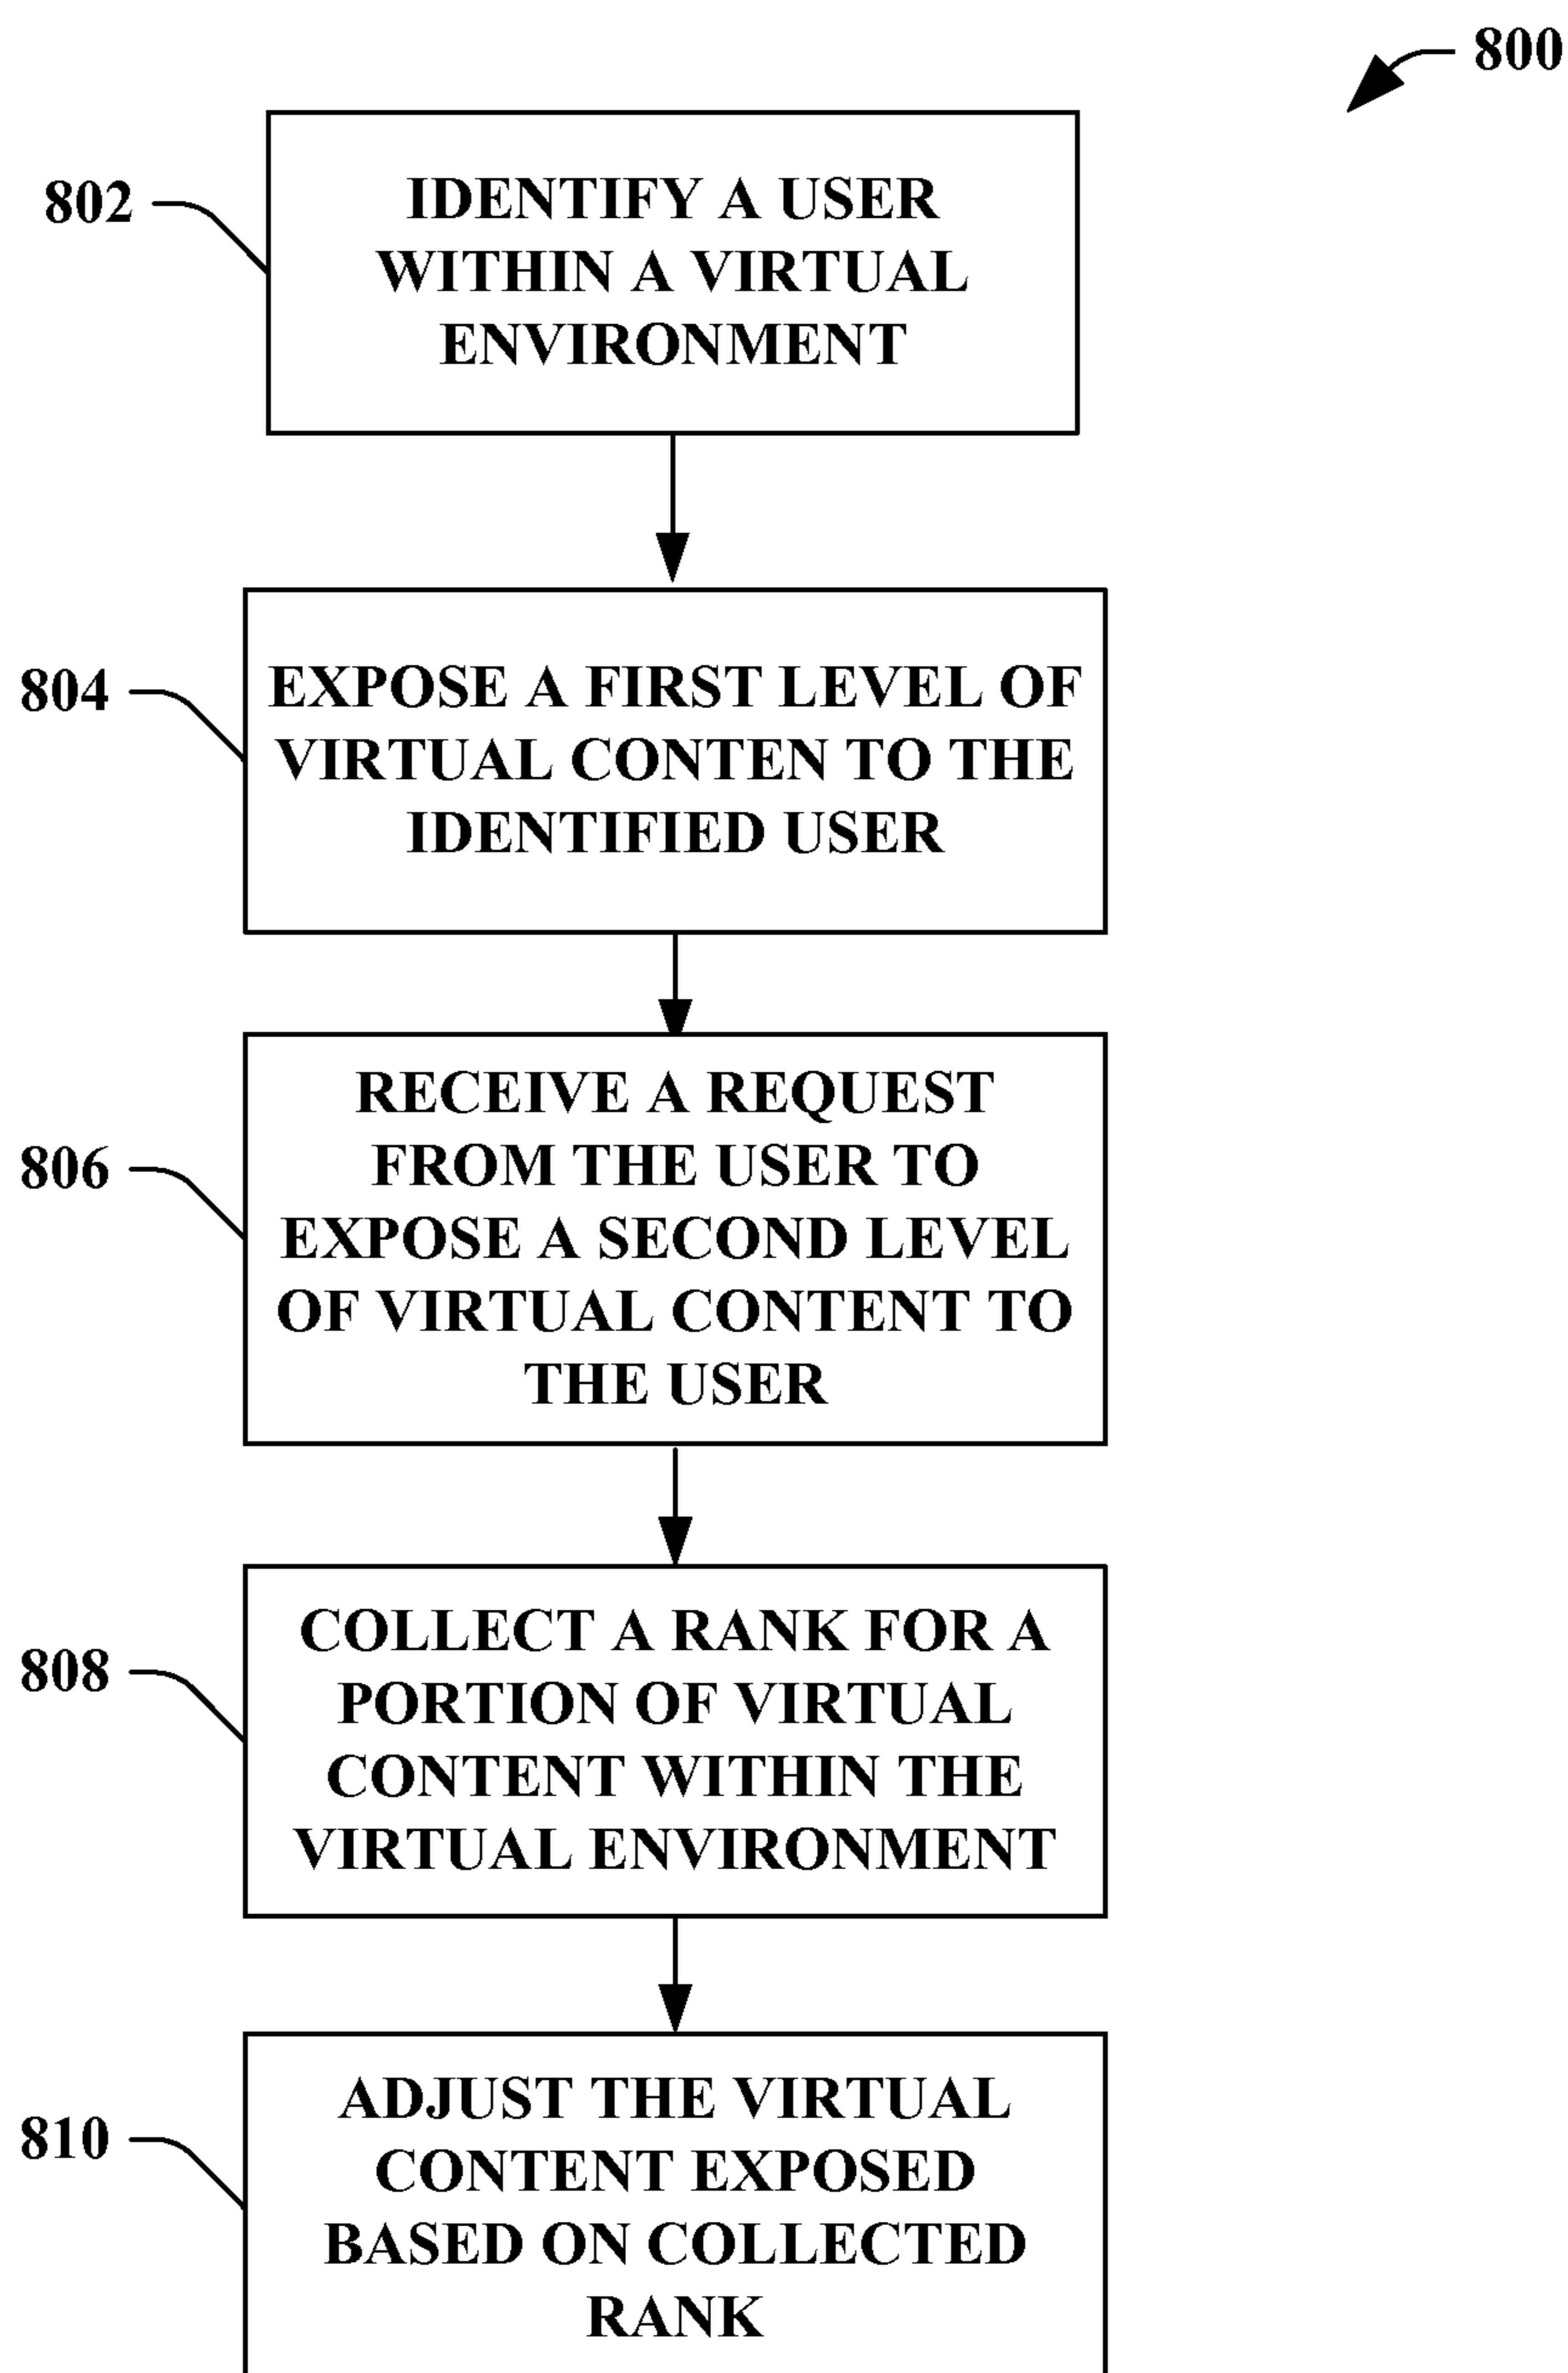 800
802
IDENTIFY A USER
WITHIN A VIRTUAL
ENVIRONMENT
804
EXPOSE A FIRST LEVEL OF
VIRTUAL CONTEN TO THE
IDENTIFIED USER
806
RECEIVE A REQUEST
FROM THE USER TO
EXPOSE A SECOND LEVEL
OF VIRTUAL CONTENT TO
THE USER
808
COLLECT A RANK FOR A
PORTION OF VIRTUAL
CONTENT WITHIN THE
VIRTUAL ENVIRONMENT
810
ADJUST THE VIRTUAL
CONTENT EXPOSED
BASED ON COLLECTED
RANK